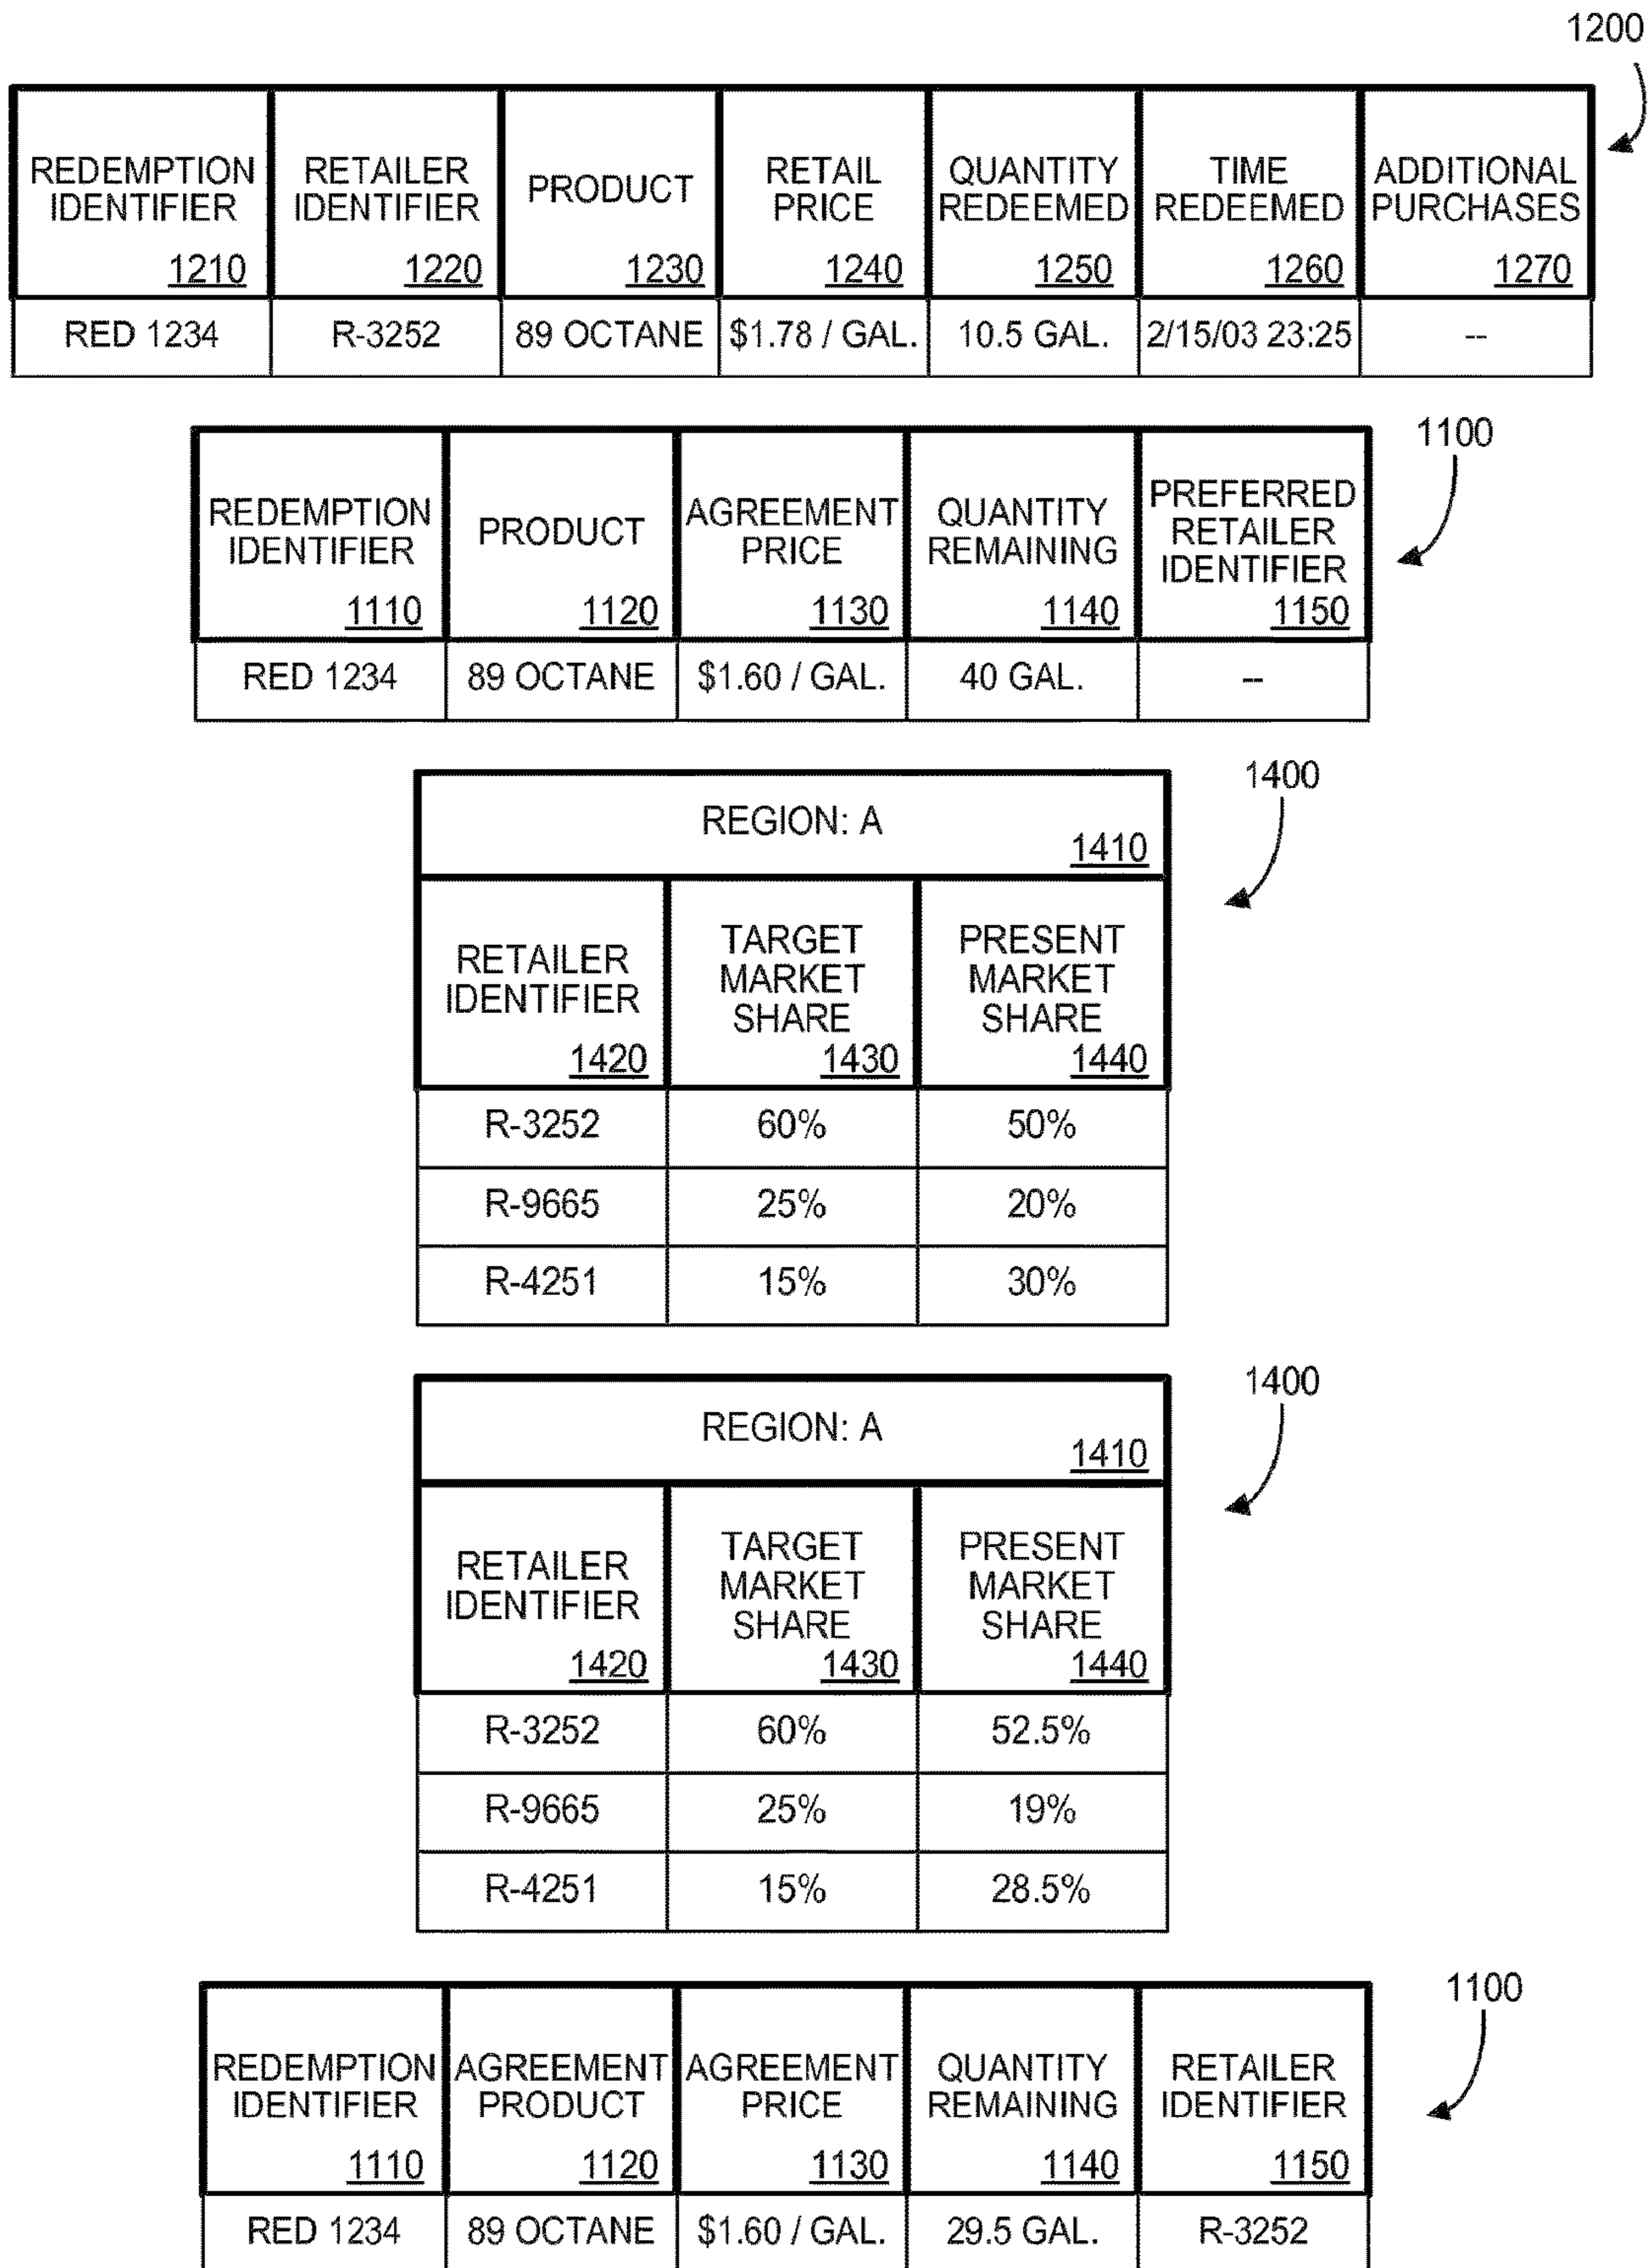 1200
REDEMPTION IDENTIFIER 1210 RETAILER IDENTIFIER 1220 PRODUCT 1230 RETAIL PRICE 1240 QUANTITY REDEEMED 1250 TIME REDEEMED 1260 ADDITIONAL PURCHASES 1270
RED 1234 R-3252 89 OCTANE $1.78 / GAL. 10.5 GAL. 2/15/03 23:25 --
1100
REDEMPTION IDENTIFIER 1110 PRODUCT 1120 AGREEMENT PRICE 1130 QUANTITY REMAINING 1140 PREFERRED RETAILER IDENTIFIER 1150
RED 1234 89 OCTANE $1.60 / GAL. 40 GAL. --
1400
REGION: A
1410
RETAILER IDENTIFIER 1420 TARGET MARKET SHARE 1430 PRESENT MARKET SHARE 1440
R-3252 60% 50%
R-9665 25% 20%
R-4251 15% 30%
1400
REGION: A
1410
RETAILER IDENTIFIER 1420 TARGET MARKET SHARE 1430 PRESENT MARKET SHARE 1440
R-3252 60% 52.5%
R-9665 25% 19%
R-4251 15% 28.5%
1100
REDEMPTION IDENTIFIER 1110 AGREEMENT PRODUCT 1120 AGREEMENT PRICE 1130 QUANTITY REMAINING 1140 RETAILER IDENTIFIER 1150
RED 1234 89 OCTANE $1.60 / GAL. 29.5 GAL. R-3252